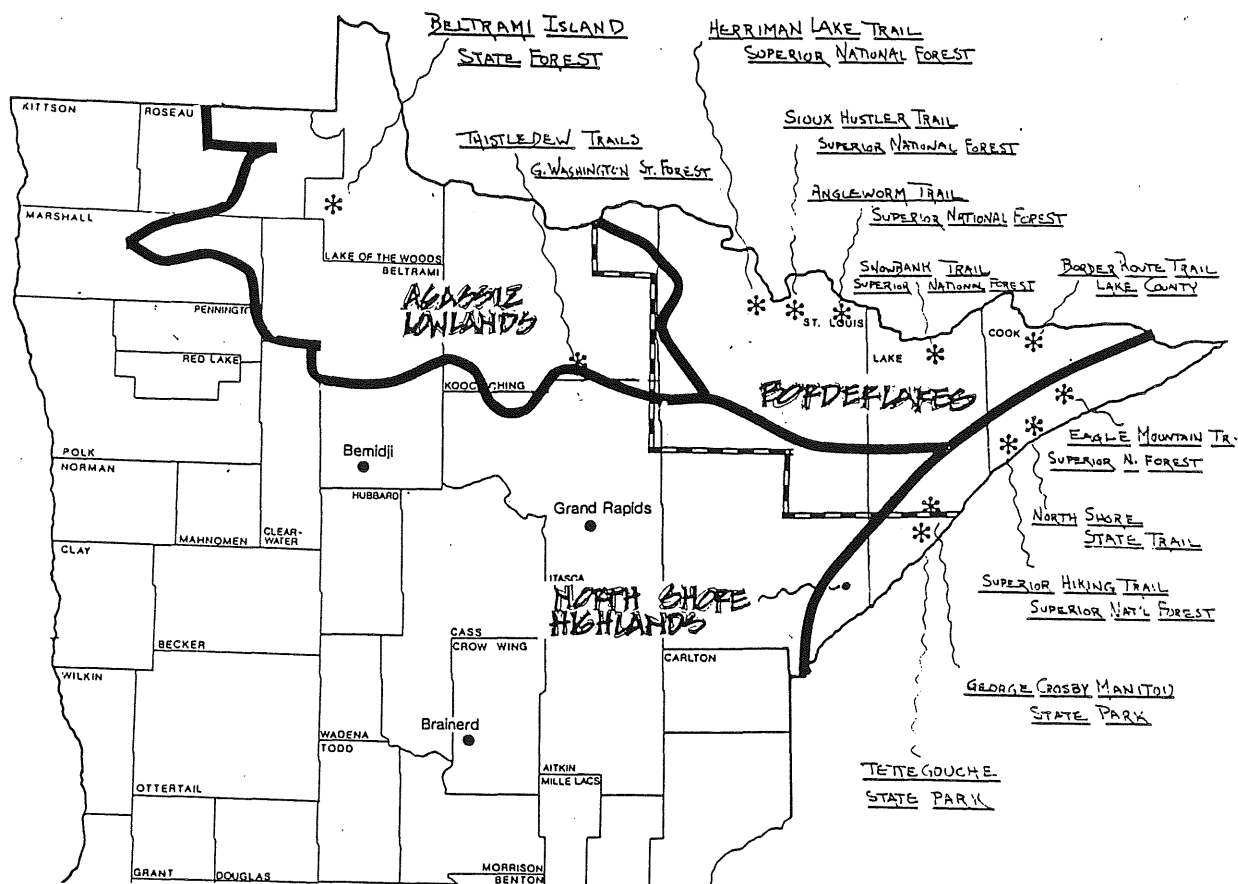 BELTRAMI ISLAND
STATE FOREST
HERRIMAN LAKE TRAIL
SUPERIOR NATIONAL FOREST
KITTSON
ROSEAU
THISTLEDEW TRAILS
G. WASHINGTON ST. FOREST
SIOUX HUSTLER TRAIL
SUPERIOR NATIONAL FOREST
ANGLEWORM TRAIL
SUPERIOR NATIONAL FOREST
MARSHALL
LAKE OF THE WOODS
BELTRAMI
SNOWBANK TRAIL
SUPERIOR NATIONAL FOREST
BORDER ROUTE TRAIL
LAKE COUNTY
AGASSIZ
LOWLANDS
PENNINGTO
ST. LOUIS
COOK
RED LAKE
LAKE
KOOCHICHING
BORDERLAKES
EAGLE MOUNTAIN TR.
SUPERIOR N. FOREST
POLK
NORMAN
Bemidji
HUBBARD
Grand Rapids
MAHNOMEN
CLEAR-
WATER
NORTH SHORE
STATE TRAIL
CLAY
ITASCA
NORTH SHORE
HIGHLANDS
SUPERIOR HIKING TRAIL
SUPERIOR NAT'L FOREST
BECKER
CASS
CROW WING
CARLTON
WILKIN
GEORGE CROSBY MANITOU
STATE PARK
Brainerd
WADENA
TODD
AITKIN
MILLE LACS
TETTEGOUCHE
STATE PARK
OTTERTAIL
GRANT
DOUGLAS
MORRISON
BENTON